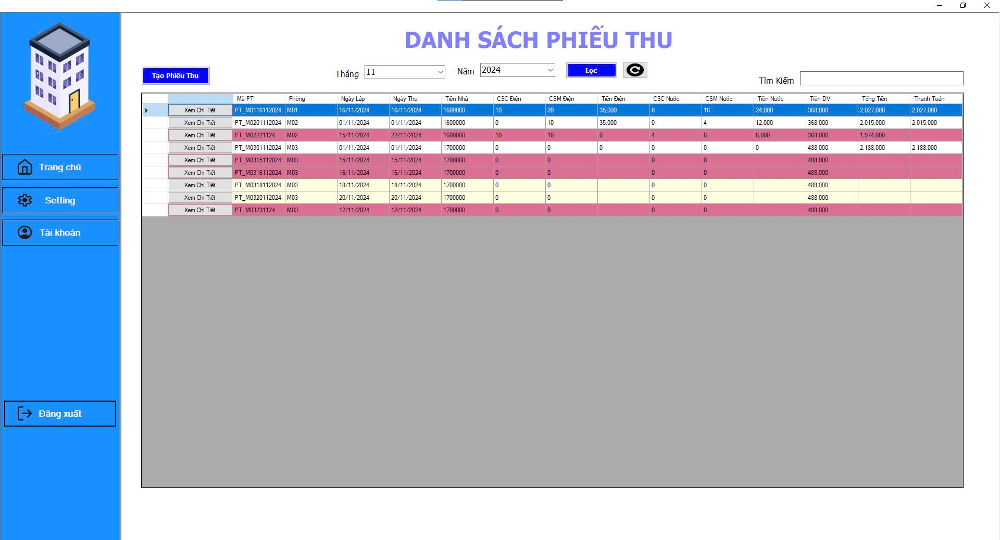 DANH SÁCH PHIẾU THU
Tạo Phiếu Thu
Tháng 11 Năm 2024 Lọc
Tìm Kiếm
Mã PT Phòng Ngày Lập Ngày Thu Tiền Nhà CSC Điện CSM Điện Tiền Điện CSC Nước CSM Nước Tiền Nước Tiền DV Tổng Tiền Thanh Toán
Xem Chi Tiết PT_M0116112024 M01 16/11/2024 16/11/2024 1600000 10 20 35,000 8 16 24,000 368,000 2,027,000 2,027,000
Xem Chi Tiết PT_M0201112024 M02 01/11/2024 01/11/2024 1600000 0 10 35,000 0 4 12,000 368,000 2,015,000 2,015,000
Xem Chi Tiết PT_M02221124 M02 15/11/2024 22/11/2024 1600000 10 10 0 4 6 6,000 368,000 1,974,000
Xem Chi Tiết PT_M0301112024 M03 01/11/2024 01/11/2024 1700000 0 0 0 0 0 0 488,000 2,188,000 2,188,000
Xem Chi Tiết PT_M0315112024 M03 15/11/2024 15/11/2024 1700000 0 0 0 0 488,000
Xem Chi Tiết PT_M0316112024 M03 16/11/2024 16/11/2024 1700000 0 0 0 0 488,000
Xem Chi Tiết PT_M0318112024 M03 18/11/2024 18/11/2024 1700000 0 0 0 0 488,000
Xem Chi Tiết PT_M0320112024 M03 20/11/2024 20/11/2024 1700000 0 0 0 0 488,000
Xem Chi Tiết PT_M03231124 M03 12/11/2024 12/11/2024 1700000 0 0 0 0 488,000
Trang chủ
Setting
Tài khoản
Đăng xuất